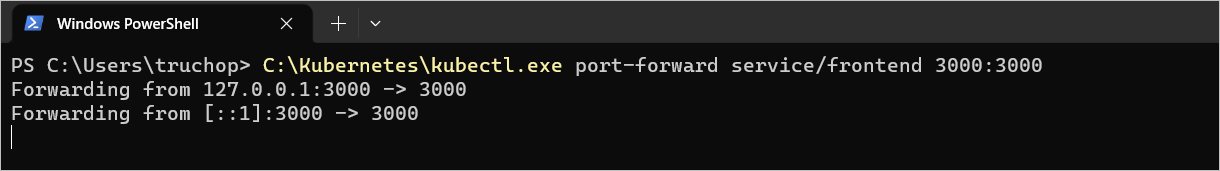 Windows PowerShell
PS C:\Users\truchop> C:\Kubernetes\kubectl.exe port-forward service/frontend 3000:3000
Forwarding from 127.0.0.1:3000 -> 3000
Forwarding from [::1]:3000 -> 3000